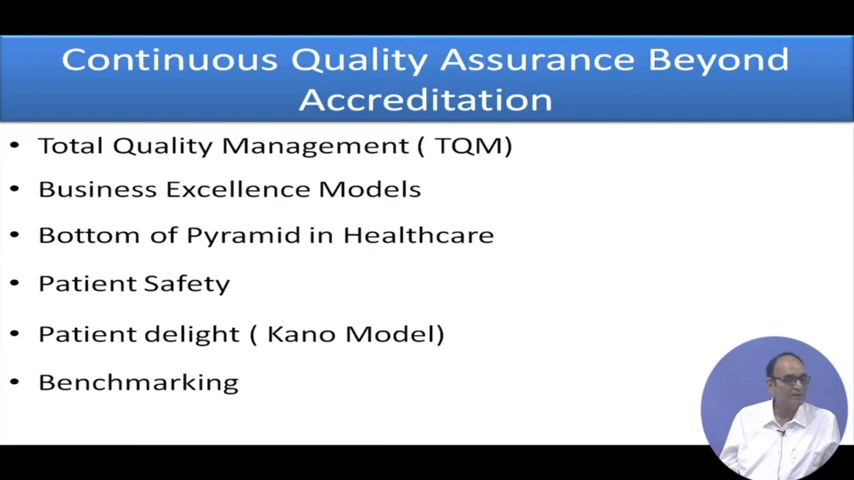 Continuous Quality Assurance Beyond
Accreditation
• Total Quality Management ( TQM)
• Business Excellence Models
• Bottom of Pyramid in Healthcare
• Patient Safety
• Patient delight ( Kano Model)
• Benchmarking